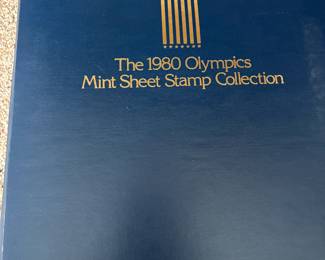 The 1980 Olympics
Mint Sheet Stamp Collection